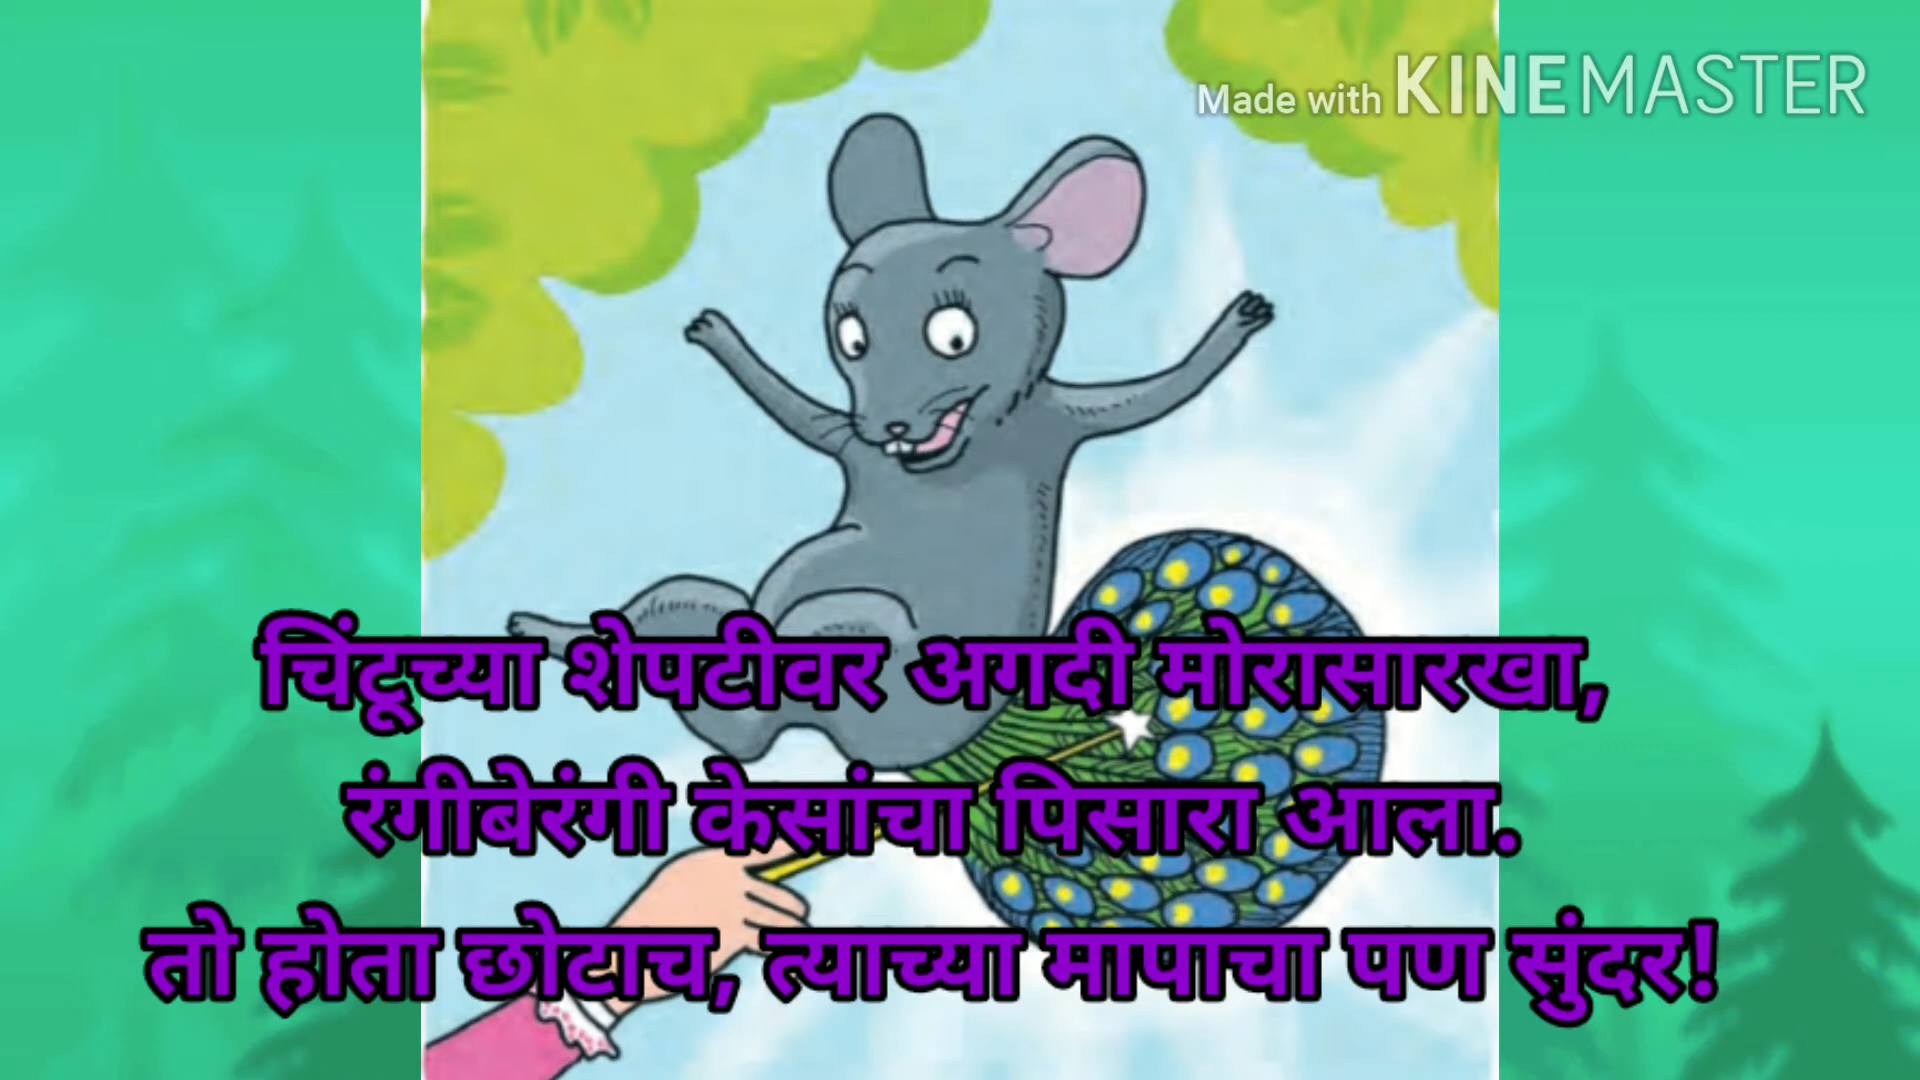 Made with KINEMASTER
चिंटूच्या शेपटीवर अगदी मोरासारखा,
रंगीबेरंगी केसांचा पिसारा आला.
तो होता छोटाच, त्याच्या मापाचा पण सुंदर!